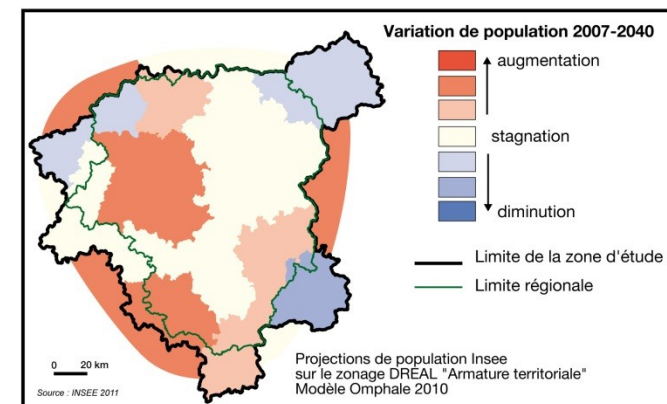 Variation de population 2007-2040
augmentation
stagnation
diminution
Limite de la zone d'étude
Limite régionale
0 20 km
Source : INSEE 2011
Projections de population Insee
sur le zonage DREAL "Armature territoriale"
Modèle Omphale 2010